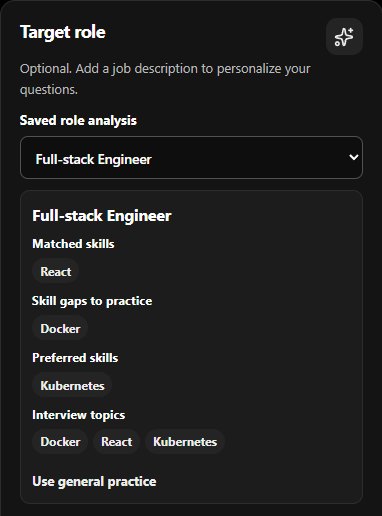 Target role
Optional. Add a job description to personalize your
questions.
Saved role analysis
Full-stack Engineer
Full-stack Engineer
Matched skills
React
Skill gaps to practice
Docker
Preferred skills
Kubernetes
Interview topics
Docker React Kubernetes
Use general practice